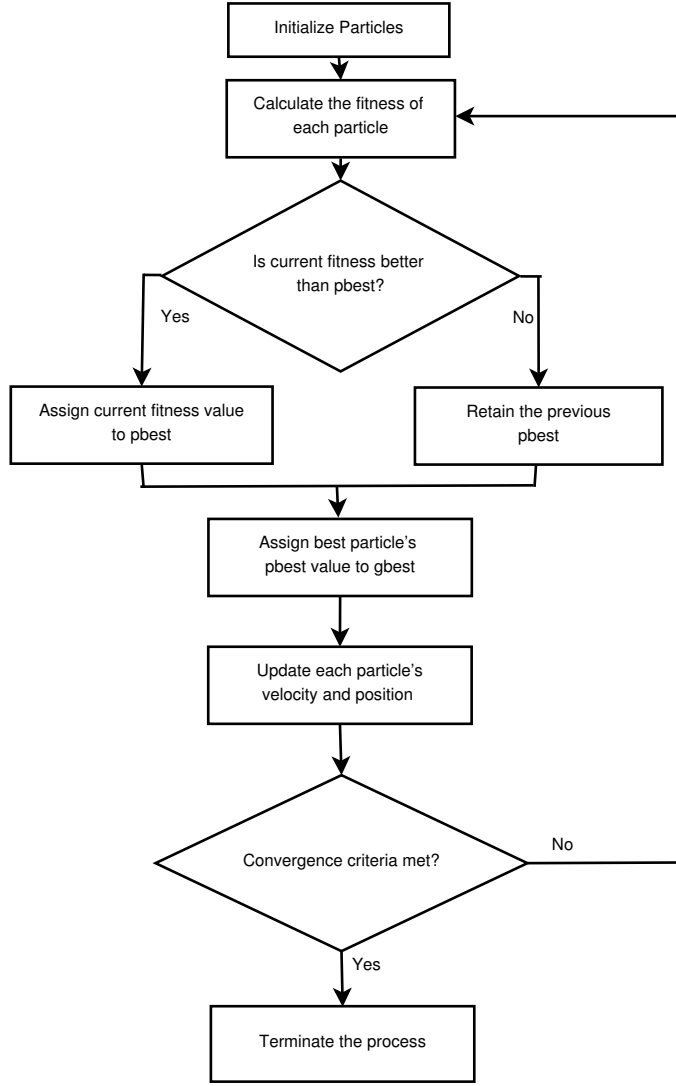 Initialize Particles
Calculate the fitness of
each particle
Is current fitness better
than pbest?
Yes
No
Assign current fitness value
to pbest
Retain the previous
pbest
Assign best particle's
pbest value to gbest
Update each particle's
velocity and position
Convergence criteria met?
No
Yes
Terminate the process